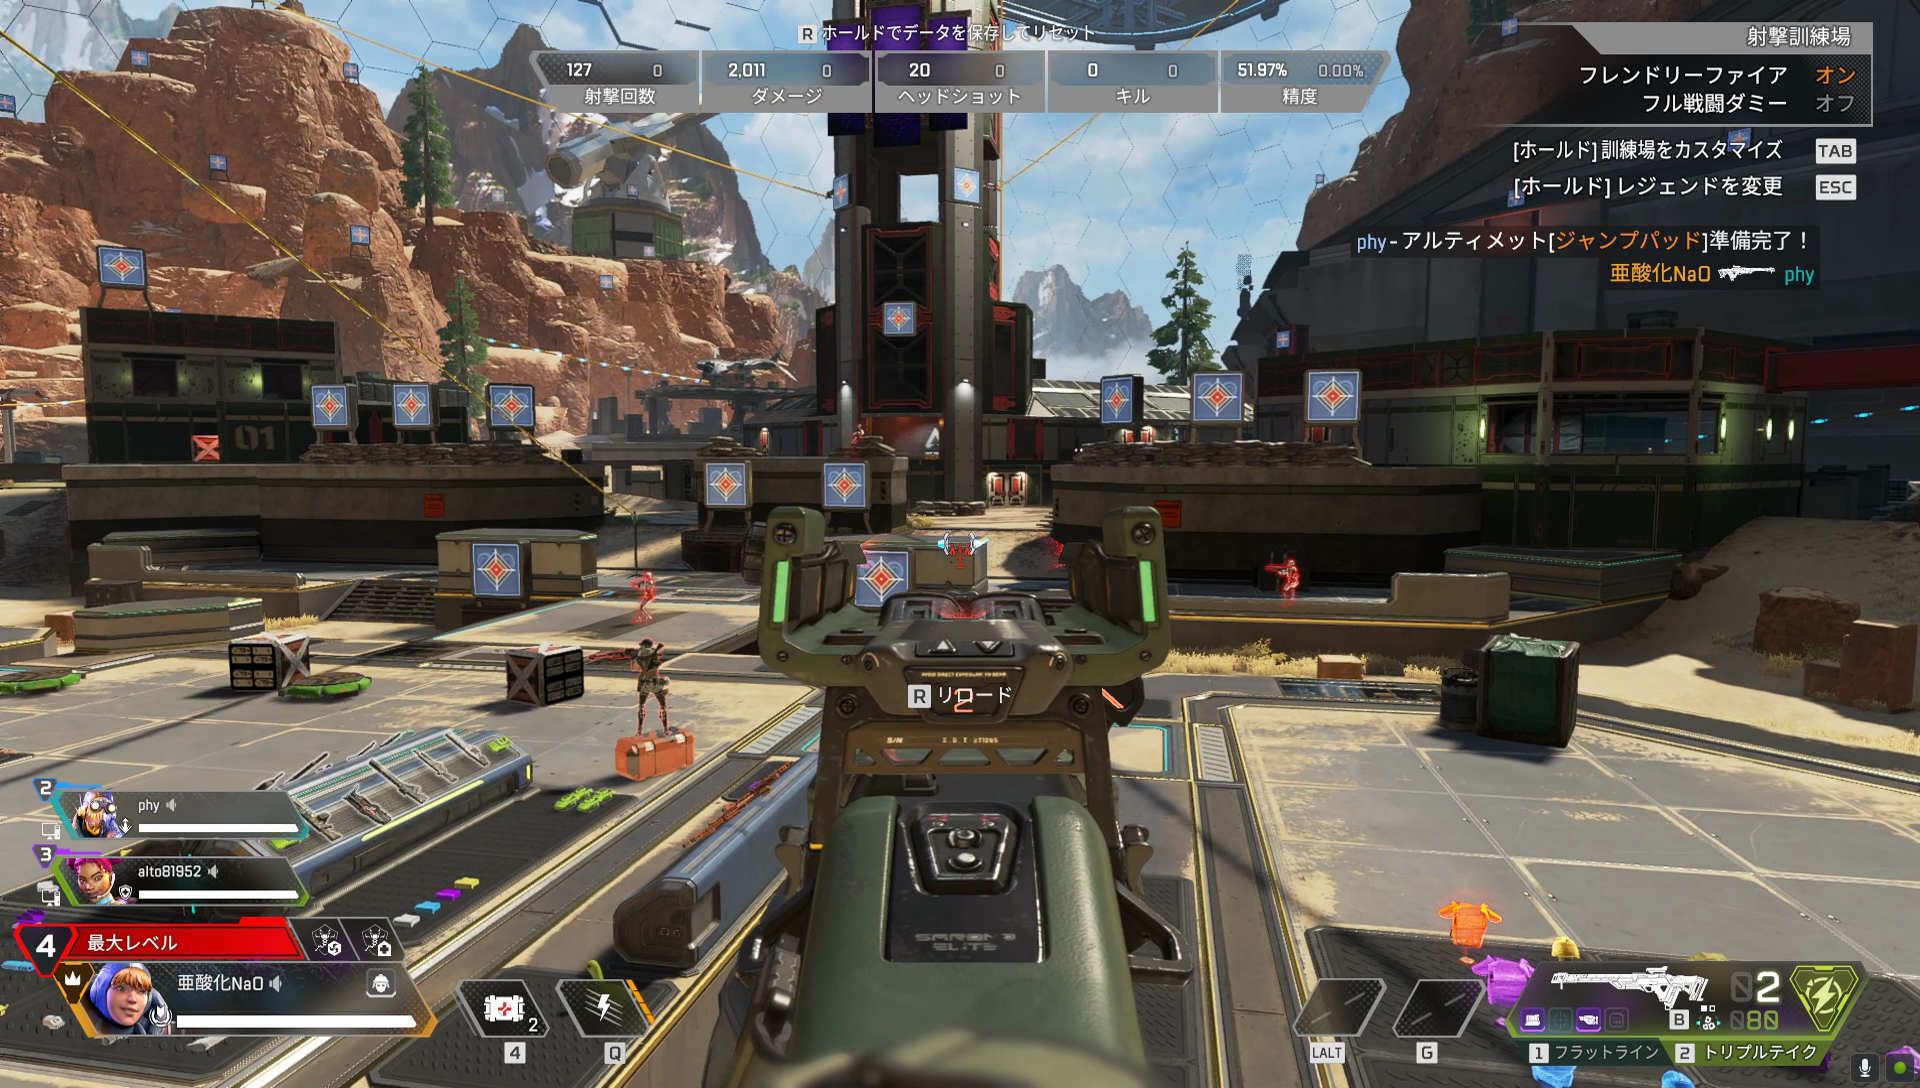 R ホールドでデータを保存してリセット
127 0 2,011 0 20 0 0 0 51.97% 0.00%
射撃回数 ダメージ ヘッドショット キル 精度
射撃訓練場
フレンドリーファイア オン
フル戦闘ダミー オフ
[ホールド]訓練場をカスタマイズ TAB
[ホールド]レジェンドを変更 ESC
phy - アルティメット[ジャンプパッド]準備完了！
亜酸化NaO phy
01
R リロード
2
S/N
2 phy
3 alto81952
4 最大レベル
亜酸化NaO
2
4 Q
LALT G
02
B 080
1 フラットライン 2 トリプルテイク